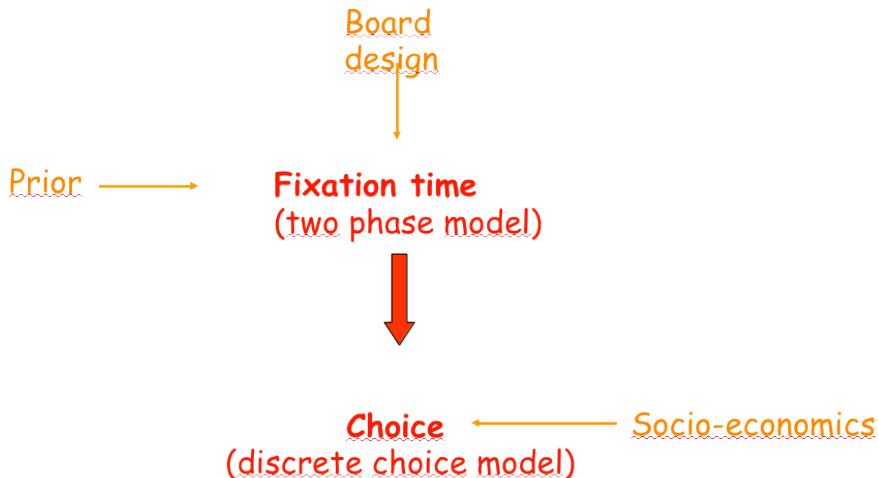 Board
design
Prior
Fixation time
(two phase model)
Choice
Socio-economics
(discrete choice model)